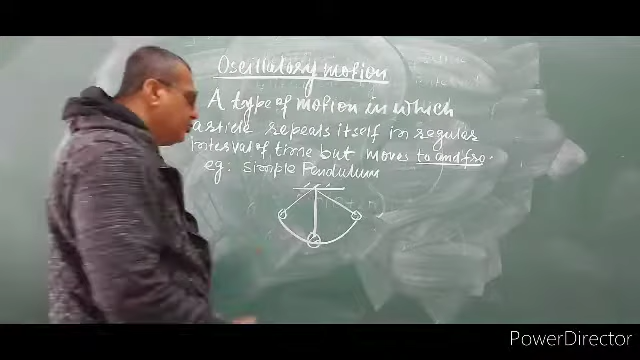 Oscillatory motion
A type of motion in which
article repeats itself in regular
interval of time but moves to and fro.
eg: Simple Pendulum
PowerDirector